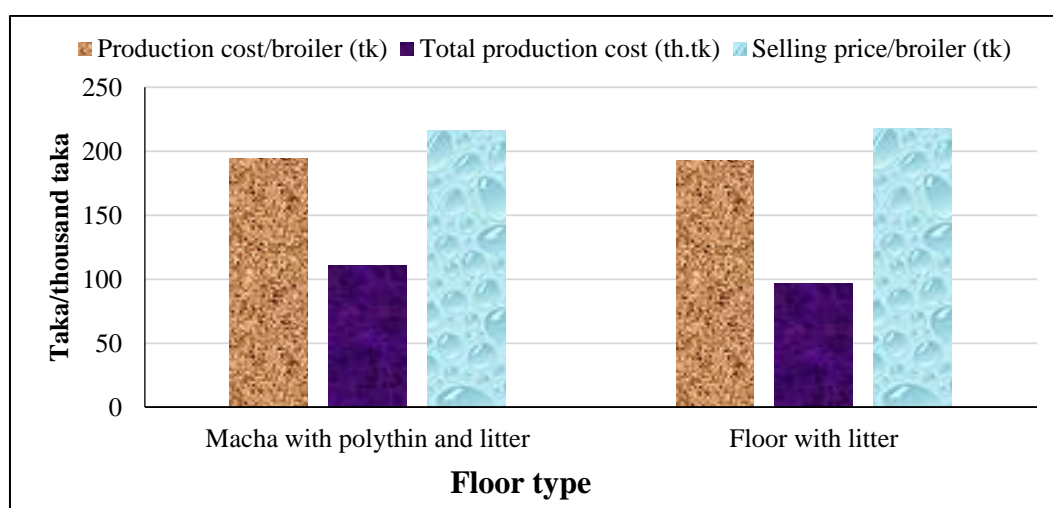 Production cost/broiler (tk) Total production cost (th.tk) Selling price/broiler (tk)
250
200
150
100
50
0
Taka/thousand taka
Macha with polythin and litter Floor with litter
Floor type